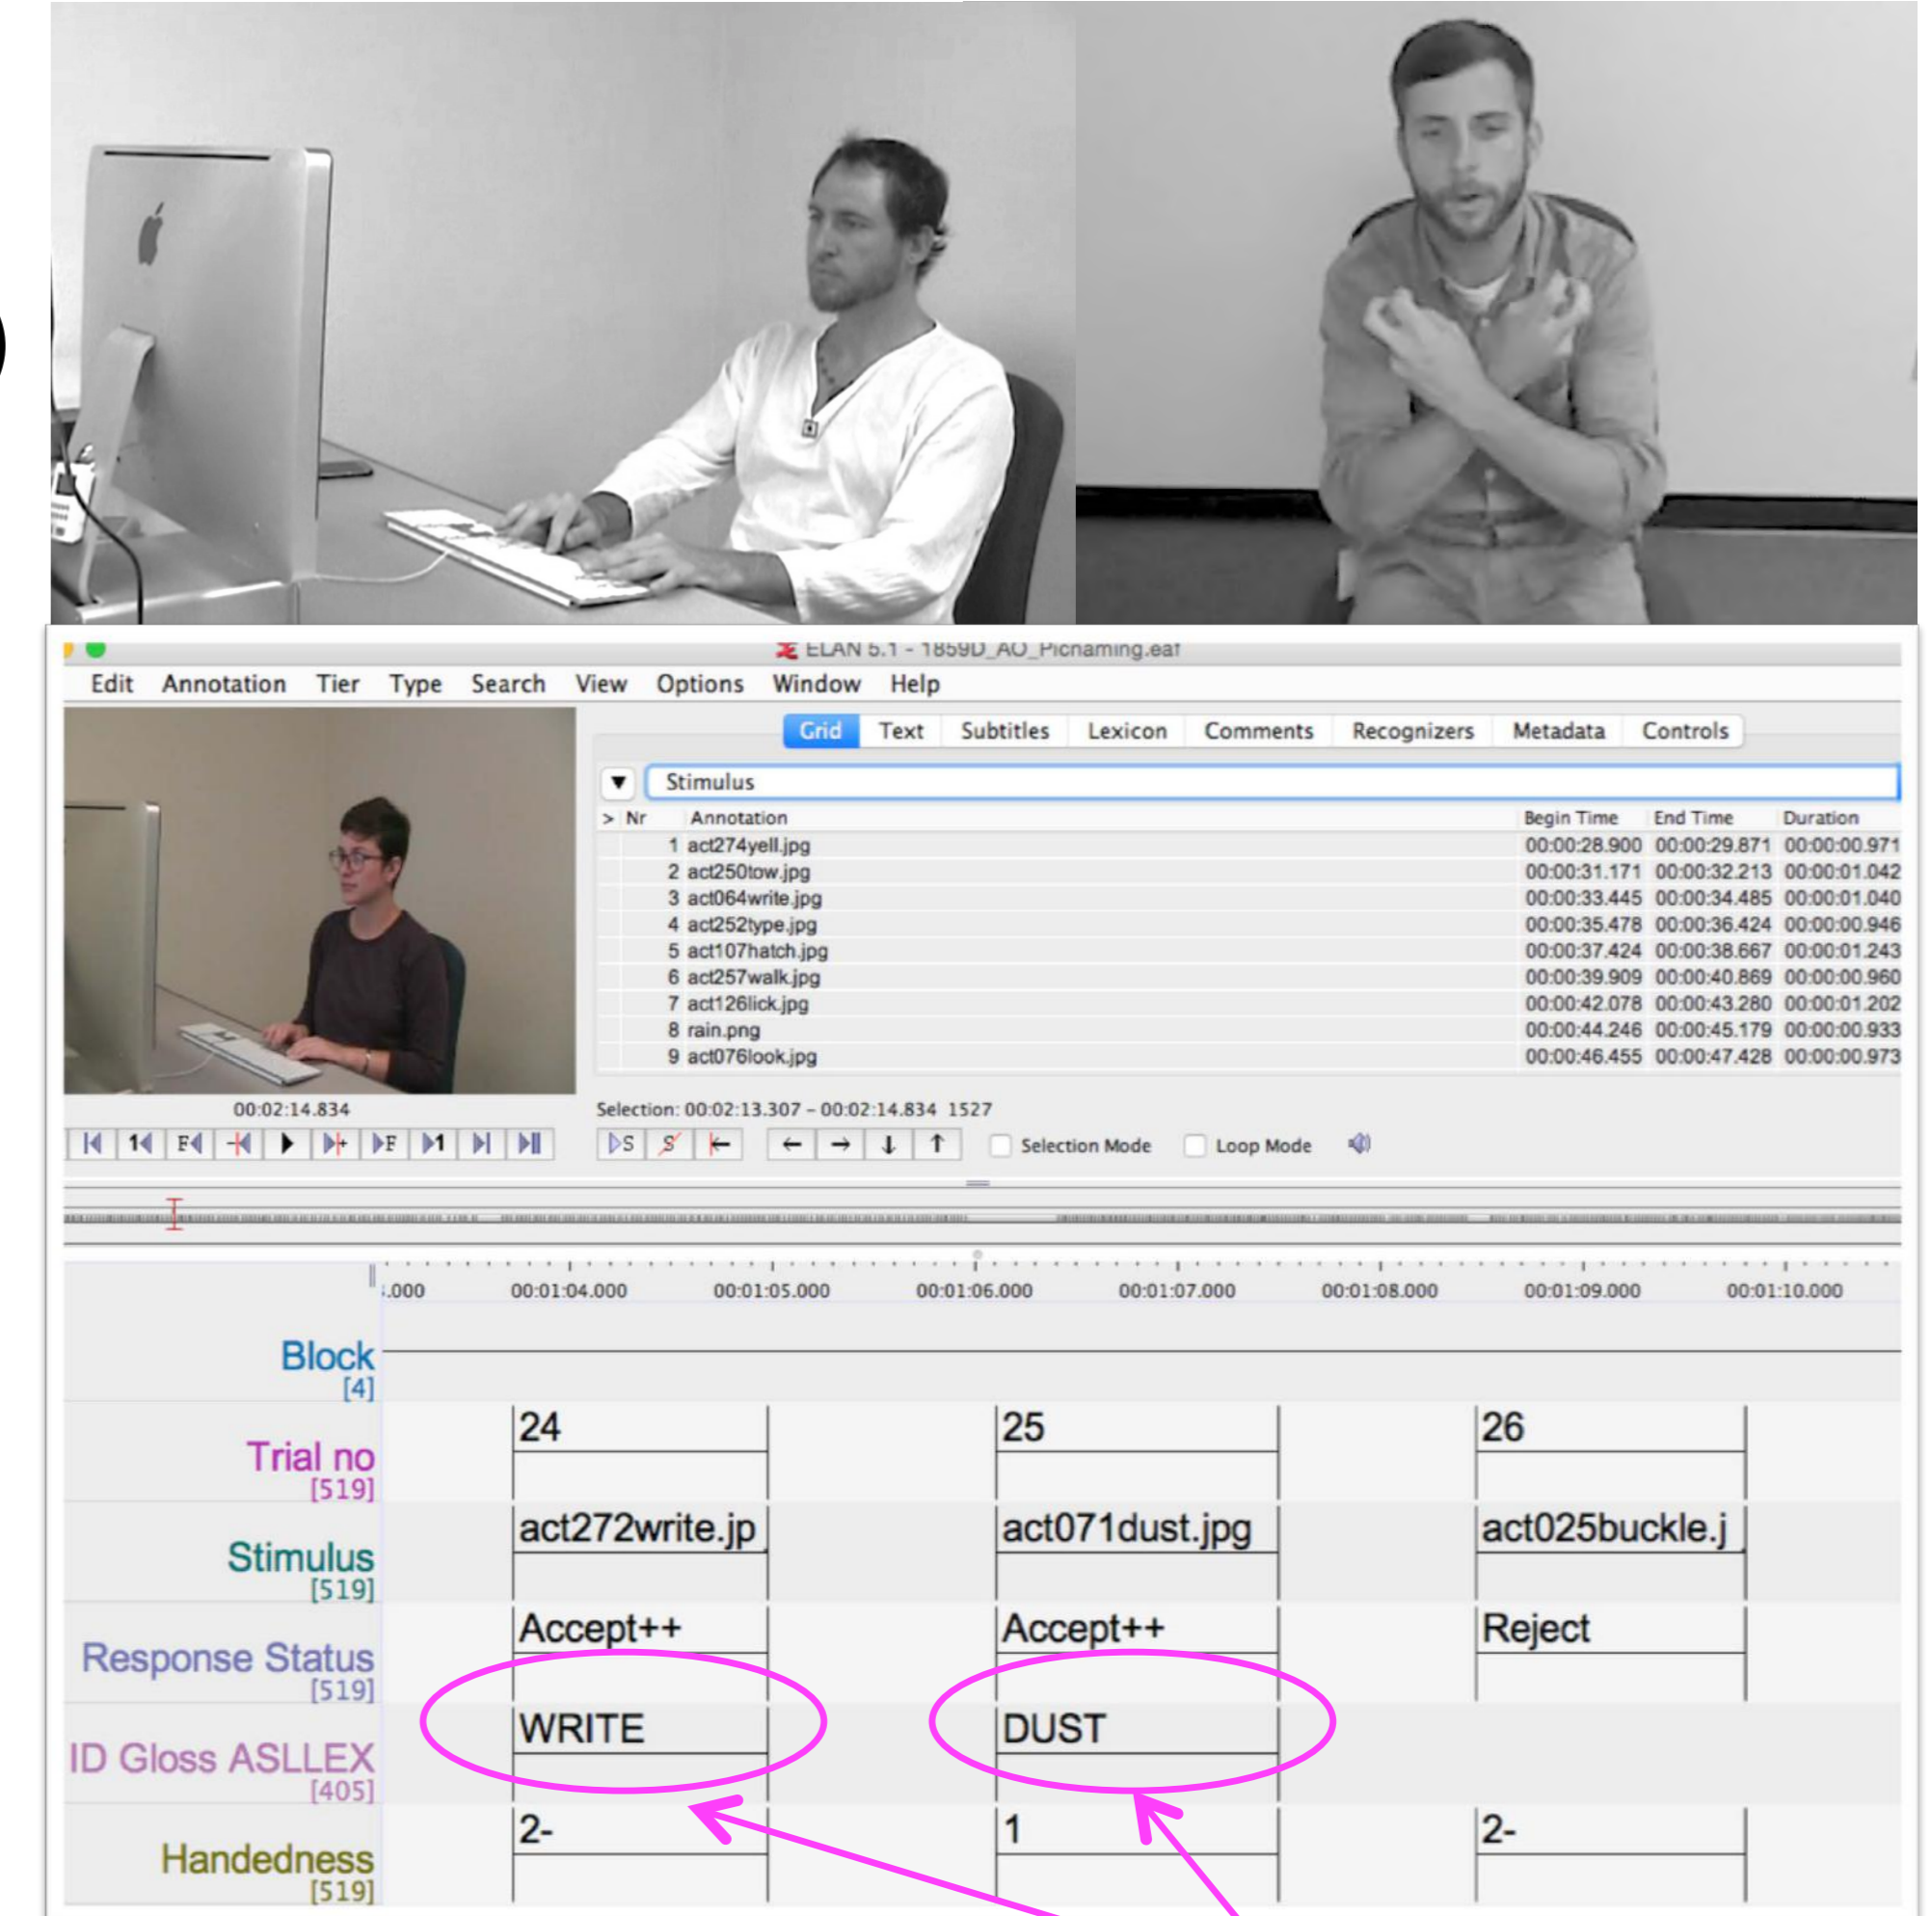 ELAN 5.1 - 1859D_AO_Picnaming.eaf
Edit Annotation Tier Type Search View Options Window Help
Grid Text Subtitles Lexicon Comments Recognizers Metadata Controls
▼ Stimulus
> Nr Annotation Begin Time End Time Duration
1 act274yell.jpg 00:00:28.900 00:00:29.871 00:00:00.971
2 act250tow.jpg 00:00:31.171 00:00:32.213 00:00:01.042
3 act064write.jpg 00:00:33.445 00:00:34.485 00:00:01.040
4 act252type.jpg 00:00:35.478 00:00:36.424 00:00:00.946
5 act107hatch.jpg 00:00:37.424 00:00:38.667 00:00:01.243
6 act257walk.jpg 00:00:39.909 00:00:40.869 00:00:00.960
7 act126lick.jpg 00:00:42.078 00:00:43.280 00:00:01.202
8 rain.png 00:00:44.246 00:00:45.179 00:00:00.933
9 act076look.jpg 00:00:46.455 00:00:47.428 00:00:00.973
00:02:14.834 Selection: 00:02:13.307 - 00:02:14.834 1527
1 F + F 1 S S ← → ↓ ↑ Selection Mode Loop Mode
:.000 00:01:04.000 00:01:05.000 00:01:06.000 00:01:07.000 00:01:08.000 00:01:09.000 00:01:10.000
Block
[4]
24 25 26
Trial no
[519]
act272write.jp act071dust.jpg act025buckle.j
Stimulus
[519]
Accept++ Accept++ Reject
Response Status
[519]
WRITE DUST
ID Gloss ASLLEX
[405]
2- 1 2-
Handedness
[519]